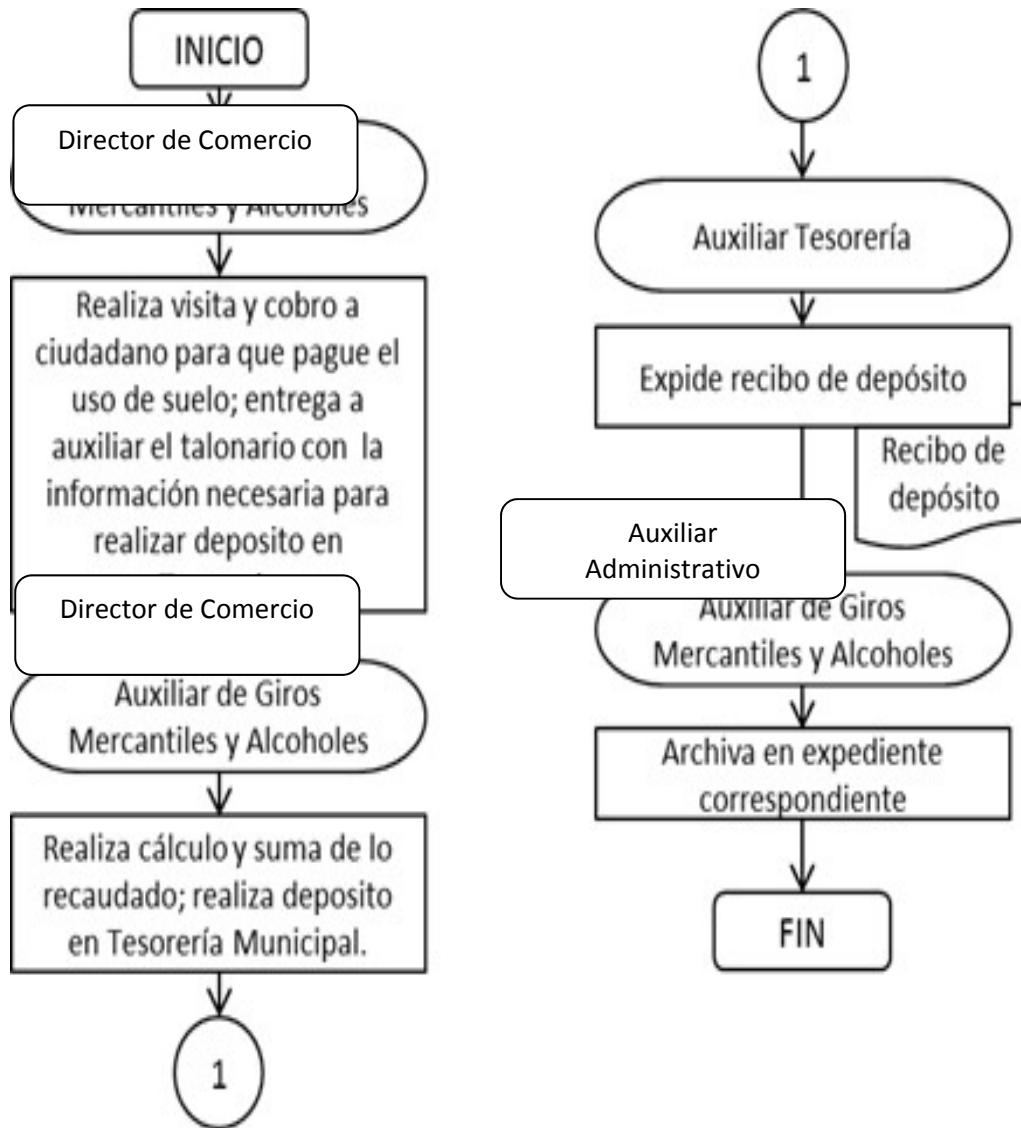 INICIO
Director de Comercio
Mercantiles y Alcoholes
Realiza visita y cobro a
ciudadano para que pague el
uso de suelo; entrega a
auxiliar el talonario con la
información necesaria para
realizar deposito en
Director de Comercio
Auxiliar de Giros
Mercantiles y Alcoholes
Realiza cálculo y suma de lo
recaudado; realiza deposito
en Tesorería Municipal.
1
1
Auxiliar Tesorería
Expide recibo de depósito
Recibo de
depósito
Auxiliar
Administrativo
Auxiliar de Giros
Mercantiles y Alcoholes
Archiva en expediente
correspondiente
FIN